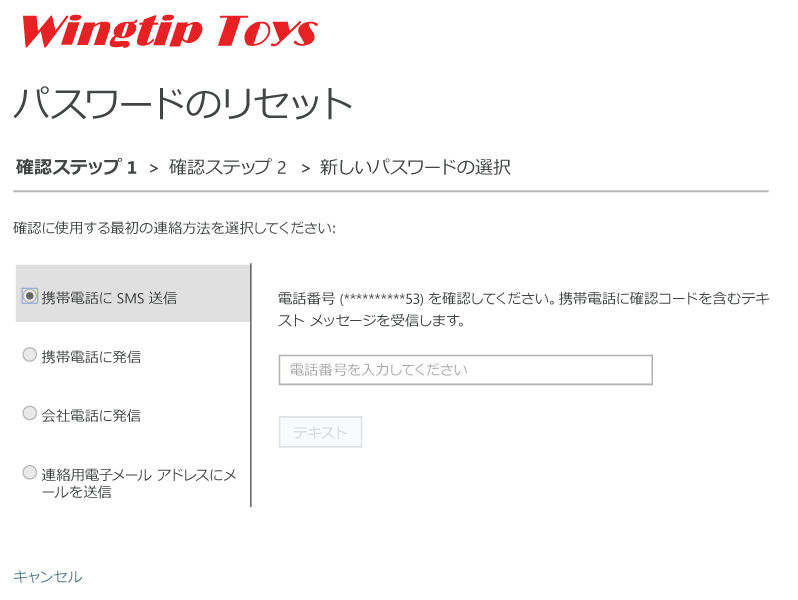 Wingtip Toys
パスワードのリセット
確認ステップ 1 > 確認ステップ 2 > 新しいパスワードの選択
確認に使用する最初の連絡方法を選択してください:
携帯電話に SMS 送信
携帯電話に発信
会社電話に発信
連絡用電子メール アドレスにメ
ールを送信
電話番号 (**********53) を確認してください。携帯電話に確認コードを含むテキ
スト メッセージを受信します。
電話番号を入力してください
テキスト
キャンセル